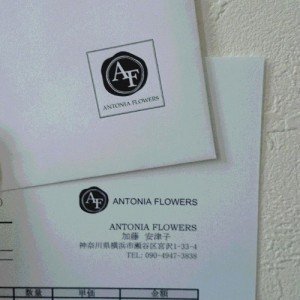 AF
ANTONIA FLOWERS
AF ANTONIA FLOWERS
ANTONIA FLOWERS
加藤 安津子
神奈川県横浜市瀬谷区宮沢1-33-4
TEL; 090-4947-3838
数量 単価 金額